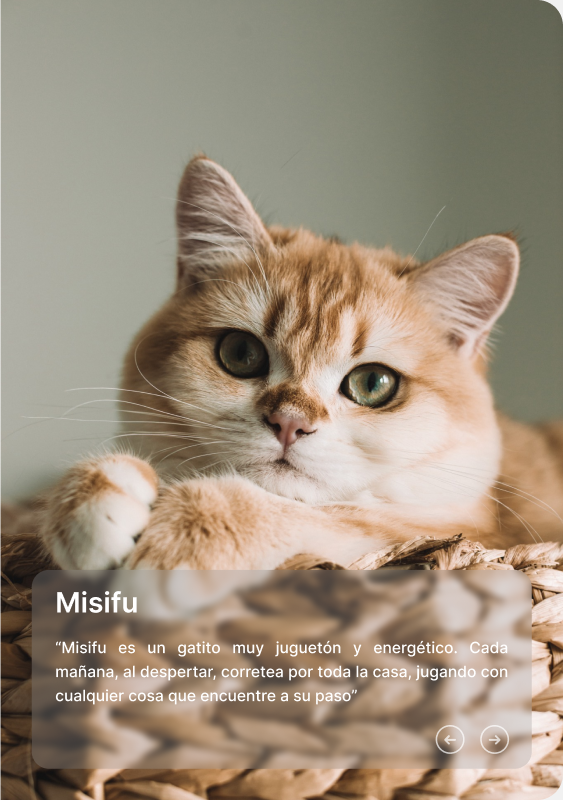 Misifu
“Misifu es un gatito muy juguetón y energético. Cada
mañana, al despertar, corretea por toda la casa, jugando con
cualquier cosa que encuentre a su paso”